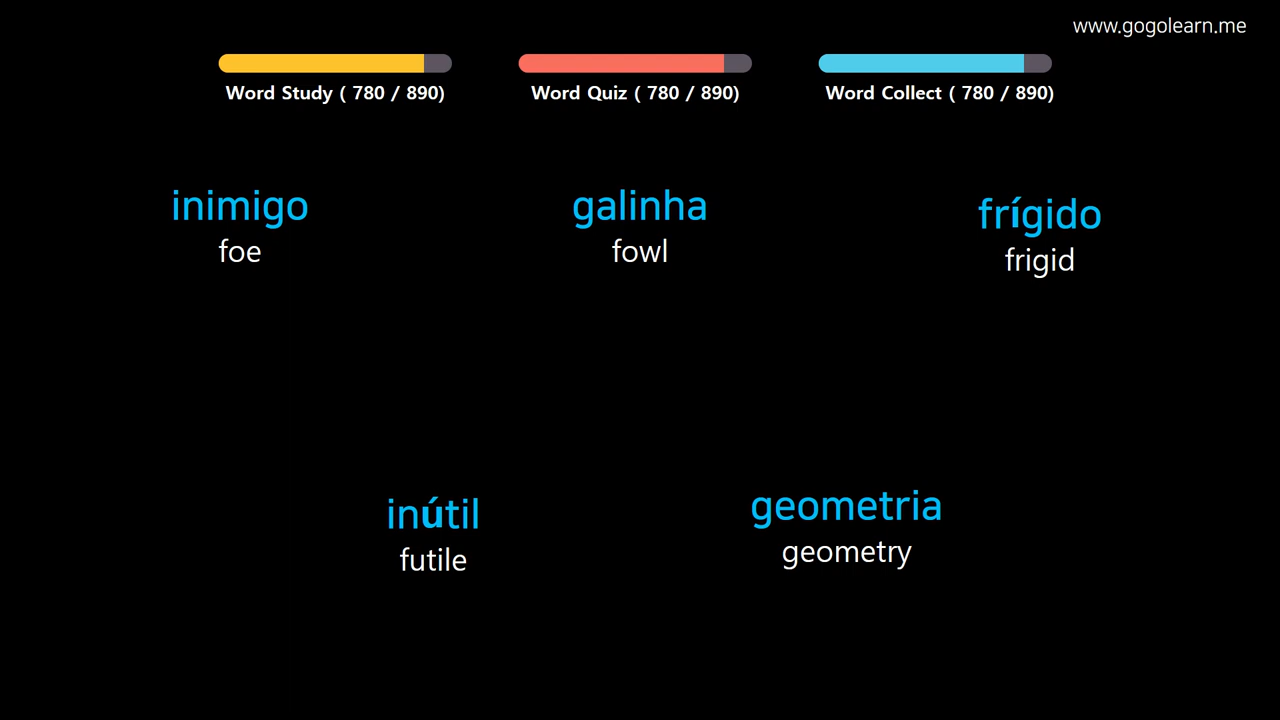 www.gogolearn.me
Word Study ( 780 / 890)
Word Quiz ( 780 / 890)
Word Collect ( 780 / 890)
inimigo
foe
galinha
fowl
frígido
frigid
inútil
futile
geometria
geometry